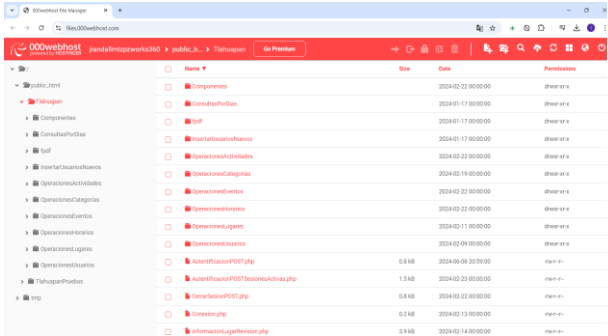 000webhost File Manager
files.000webhost.com
000webhost
powered by HOSTINGER
jrandallmtzpzworks360 > public_h... > Tlahuapan
Go Premium
/
public_html
Tlahuapan
Componentes
ConsultasPorDias
fpdf
InsertarUsuariosNuevos
OperacionesActividades
OperacionesCategorias
OperacionesEventos
OperacionesHorarios
OperacionesLugares
OperacionesUsuarios
TlahuapanPruebas
tmp
Name Size Date Permissions
Componentes 2024-02-22 00:00:00 drwxr-xr-x
ConsultasPorDias 2024-01-17 00:00:00 drwxr-xr-x
fpdf 2024-01-17 00:00:00 drwxr-xr-x
InsertarUsuariosNuevos 2024-01-17 00:00:00 drwxr-xr-x
OperacionesActividades 2024-02-22 00:00:00 drwxr-xr-x
OperacionesCategorias 2024-02-19 00:00:00 drwxr-xr-x
OperacionesEventos 2024-02-22 00:00:00 drwxr-xr-x
OperacionesHorarios 2024-02-22 00:00:00 drwxr-xr-x
OperacionesLugares 2024-02-11 00:00:00 drwxr-xr-x
OperacionesUsuarios 2024-02-09 00:00:00 drwxr-xr-x
AutentificacionPOST.php 0.8 kB 2024-06-06 20:59:00 -rw-r--r--
AutentificacionPOSTSesionesActivas.php 1.5 kB 2024-02-23 00:00:00 -rw-r--r--
CerrarSesionPOST.php 0.8 kB 2024-02-22 00:00:00 -rw-r--r--
Conexion.php 0.2 kB 2024-02-13 00:00:00 -rw-r--r--
InformacionLugarRevision.php 3.9 kB 2024-02-14 00:00:00 -rw-r--r--